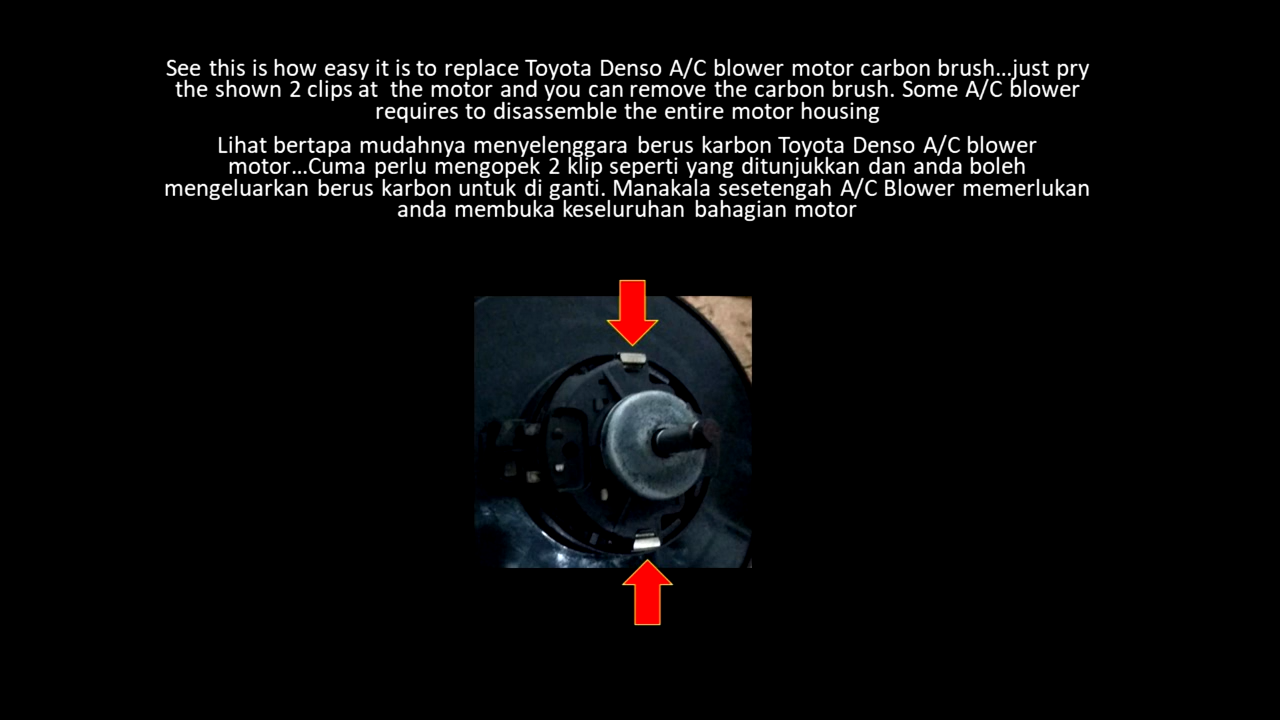 See this is how easy it is to replace Toyota Denso A/C blower motor carbon brush...just pry
the shown 2 clips at the motor and you can remove the carbon brush. Some A/C blower
requires to disassemble the entire motor housing
Lihat bertapa mudahnya menyelenggara berus karbon Toyota Denso A/C blower
motor...Cuma perlu mengopek 2 klip seperti yang ditunjukkan dan anda boleh
mengeluarkan berus karbon untuk di ganti. Manakala sesetengah A/C Blower memerlukan
anda membuka keseluruhan bahagian motor